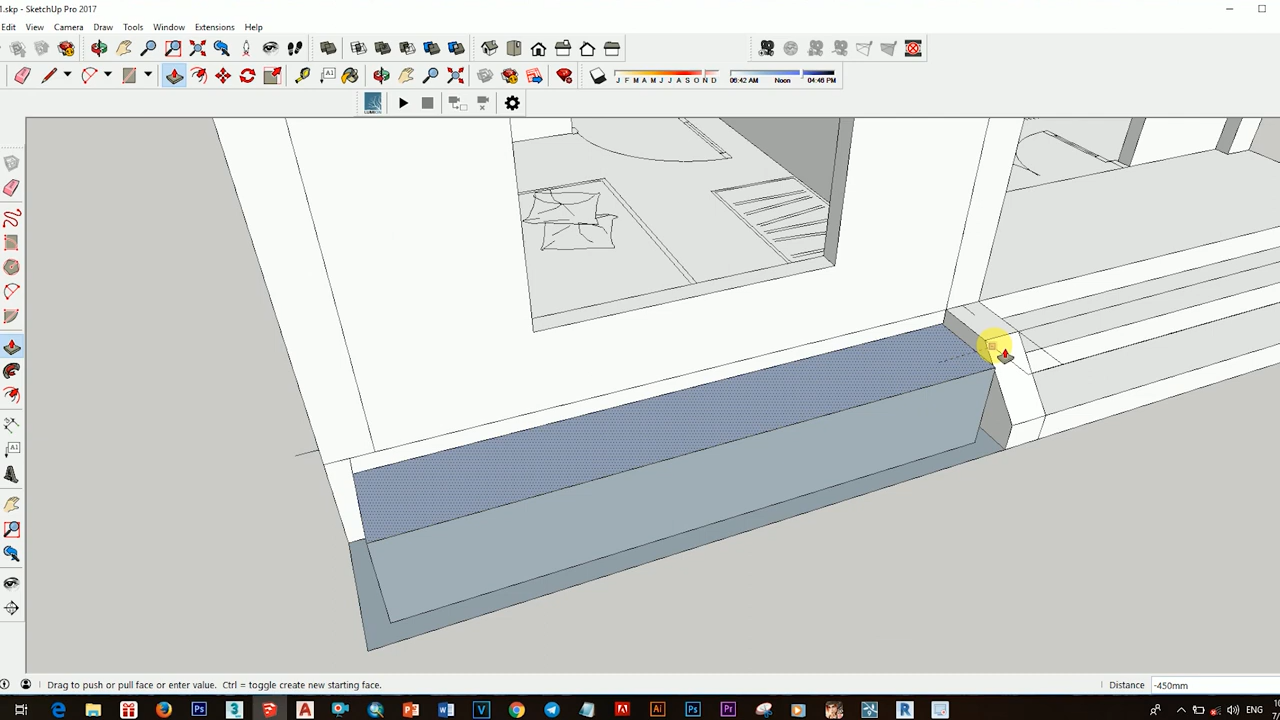 1.skp - SketchUp Pro 2017
Edit View Camera Draw Tools Window Extensions Help
J F M A M J J A S O N D 06:42 AM Noon 04:46 PM
LUMION
A1
Drag to push or pull face or enter value. Ctrl = toggle create new starting face. Distance -450mm
ENG